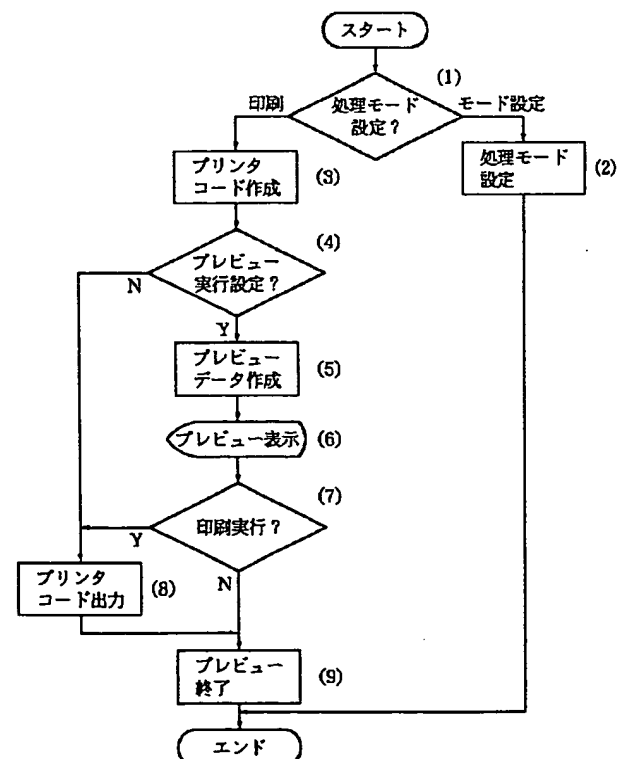 スタート
(1)
印刷
処理モード
設定?
モード設定
プリンタ
コード作成
(3)
処理モード
設定
(2)
(4)
プレビュー
実行設定?
N
Y
プレビュー
データ作成
(5)
プレビュー表示
(6)
(7)
印刷実行?
Y
N
プリンタ
コード出力
(8)
プレビュー
終了
(9)
エンド